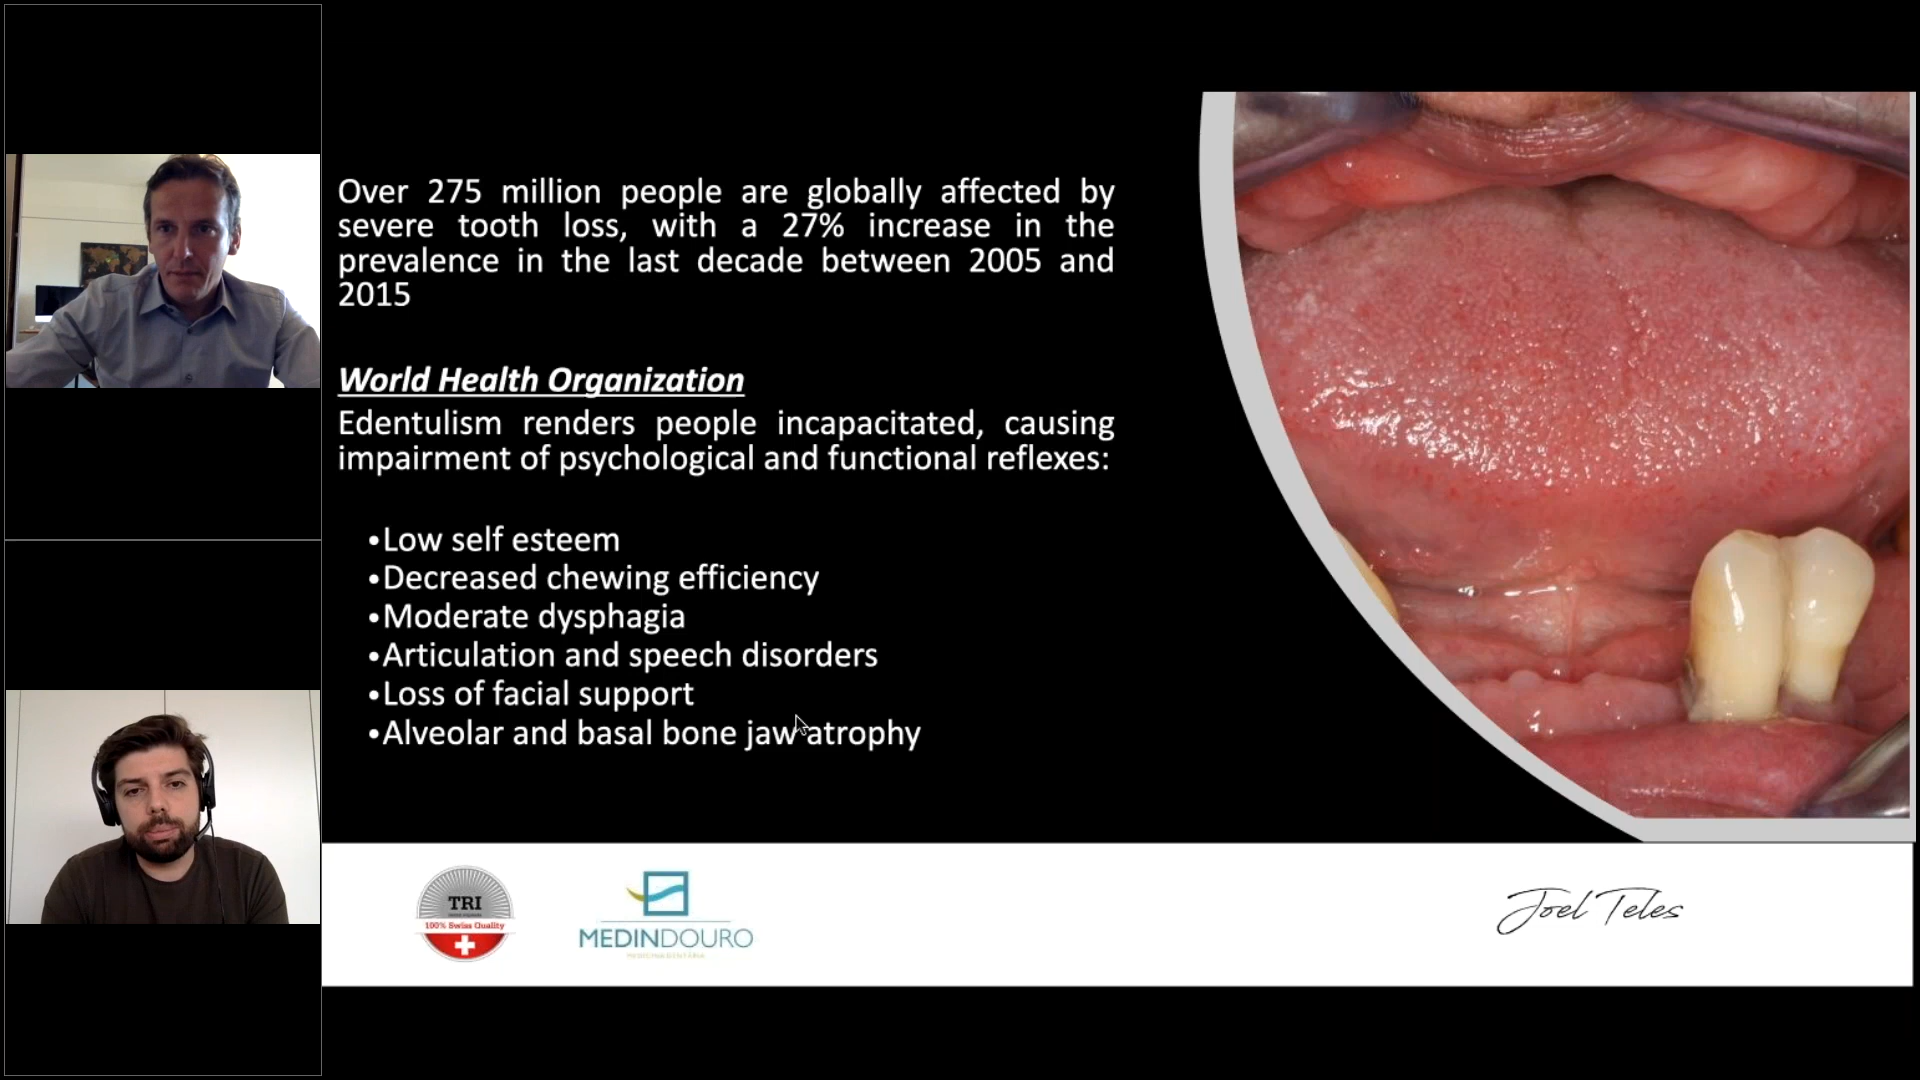 Over 275 million people are globally affected by
severe tooth loss, with a 27% increase in the
prevalence in the last decade between 2005 and
2015
World Health Organization
Edentulism renders people incapacitated, causing
impairment of psychological and functional reflexes:
•Low self esteem
•Decreased chewing efficiency
•Moderate dysphagia
•Articulation and speech disorders
•Loss of facial support
•Alveolar and basal bone jaw atrophy
TRI
100% Swiss Quality
MEDINDOURO
Joel Teles